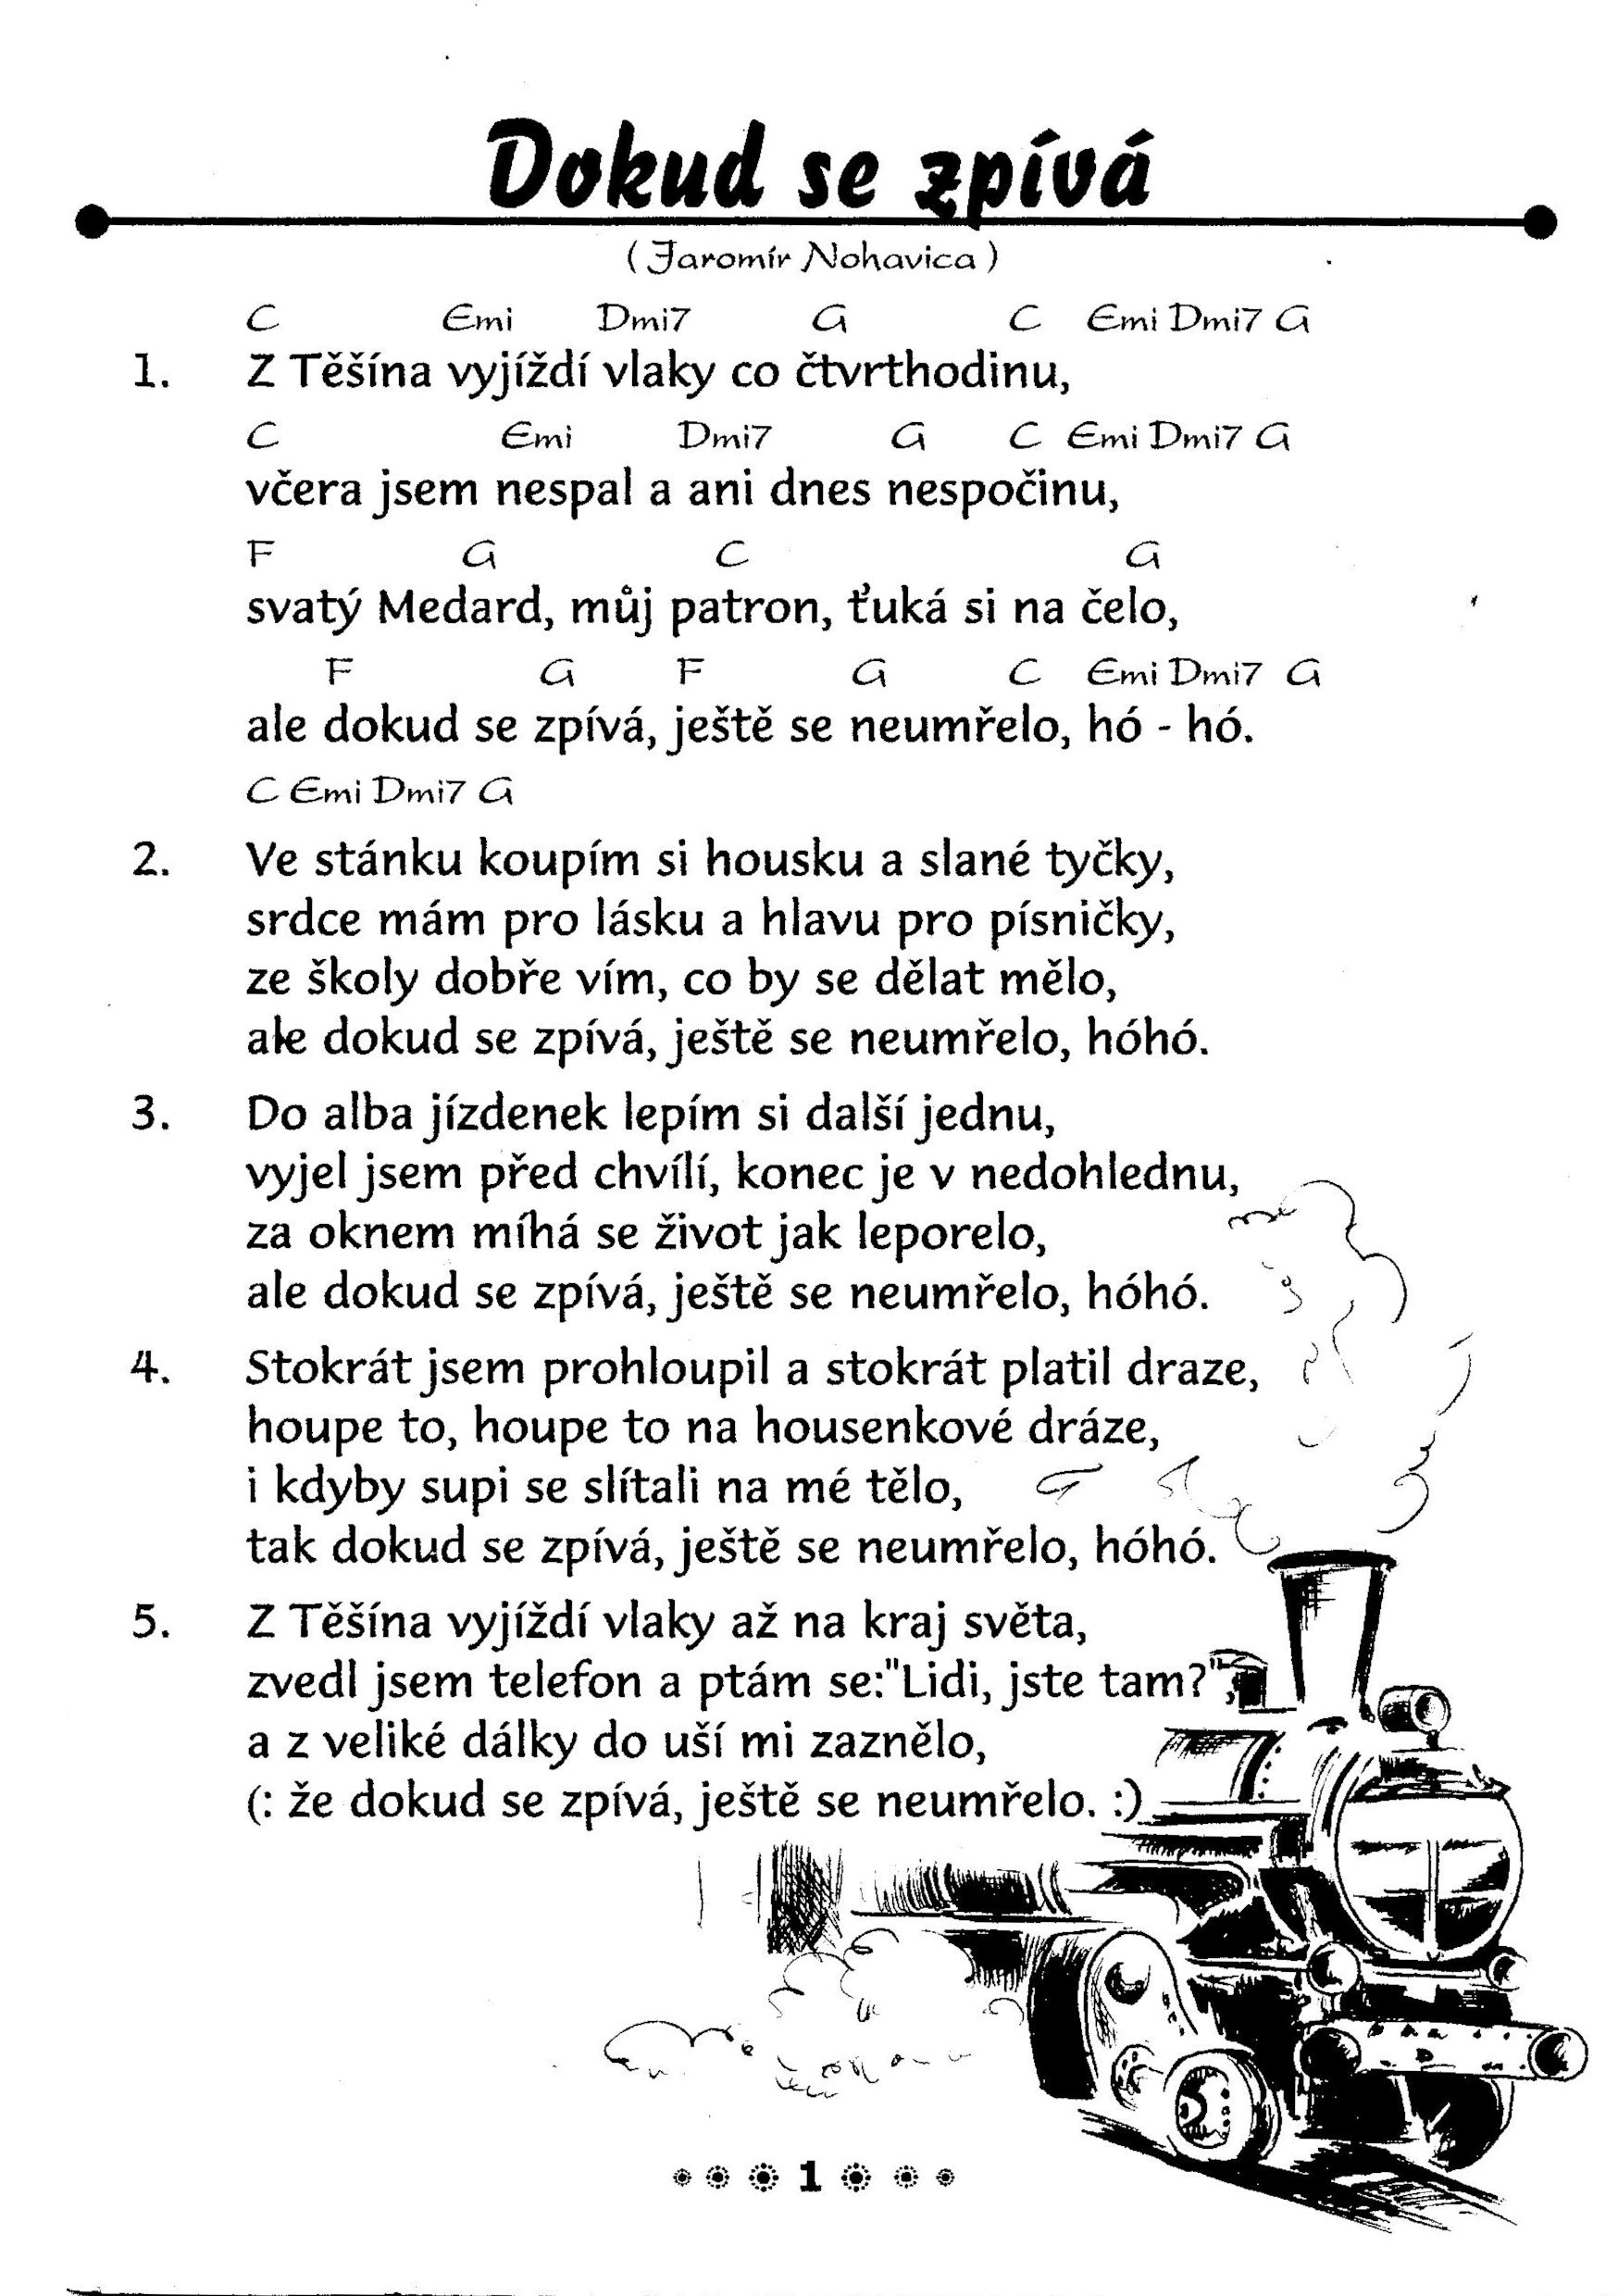 Dokud se zpívá
( Jaromír Nohavica )
C Emi Dmi7 G C Emi Dmi7 G
1. Z Těšína vyjíždí vlaky co čtvrthodinu,
C Emi Dmi7 G C Emi Dmi7 G
včera jsem nespal a ani dnes nespočinu,
F G C G
svatý Medard, můj patron, ťuká si na čelo,
F G F G C Emi Dmi7 G
ale dokud se zpívá, ještě se neumřelo, hó - hó.
C Emi Dmi7 G
2. Ve stánku koupím si housku a slané tyčky,
srdce mám pro lásku a hlavu pro písničky,
ze školy dobře vím, co by se dělat mělo,
ale dokud se zpívá, ještě se neumřelo, hóhó.
3. Do alba jízdenek lepím si další jednu,
vyjel jsem před chvílí, konec je v nedohlednu,
za oknem míhá se život jak leporelo,
ale dokud se zpívá, ještě se neumřelo, hóhó.
4. Stokrát jsem prohloupil a stokrát platil draze,
houpe to, houpe to na housenkové dráze,
i kdyby supi se slítali na mé tělo,
tak dokud se zpívá, ještě se neumřelo, hóhó.
5. Z Těšína vyjíždí vlaky až na kraj světa,
zvedl jsem telefon a ptám se:"Lidi, jste tam?",
a z veliké dálky do uší mi zaznělo,
(: že dokud se zpívá, ještě se neumřelo. :)
1